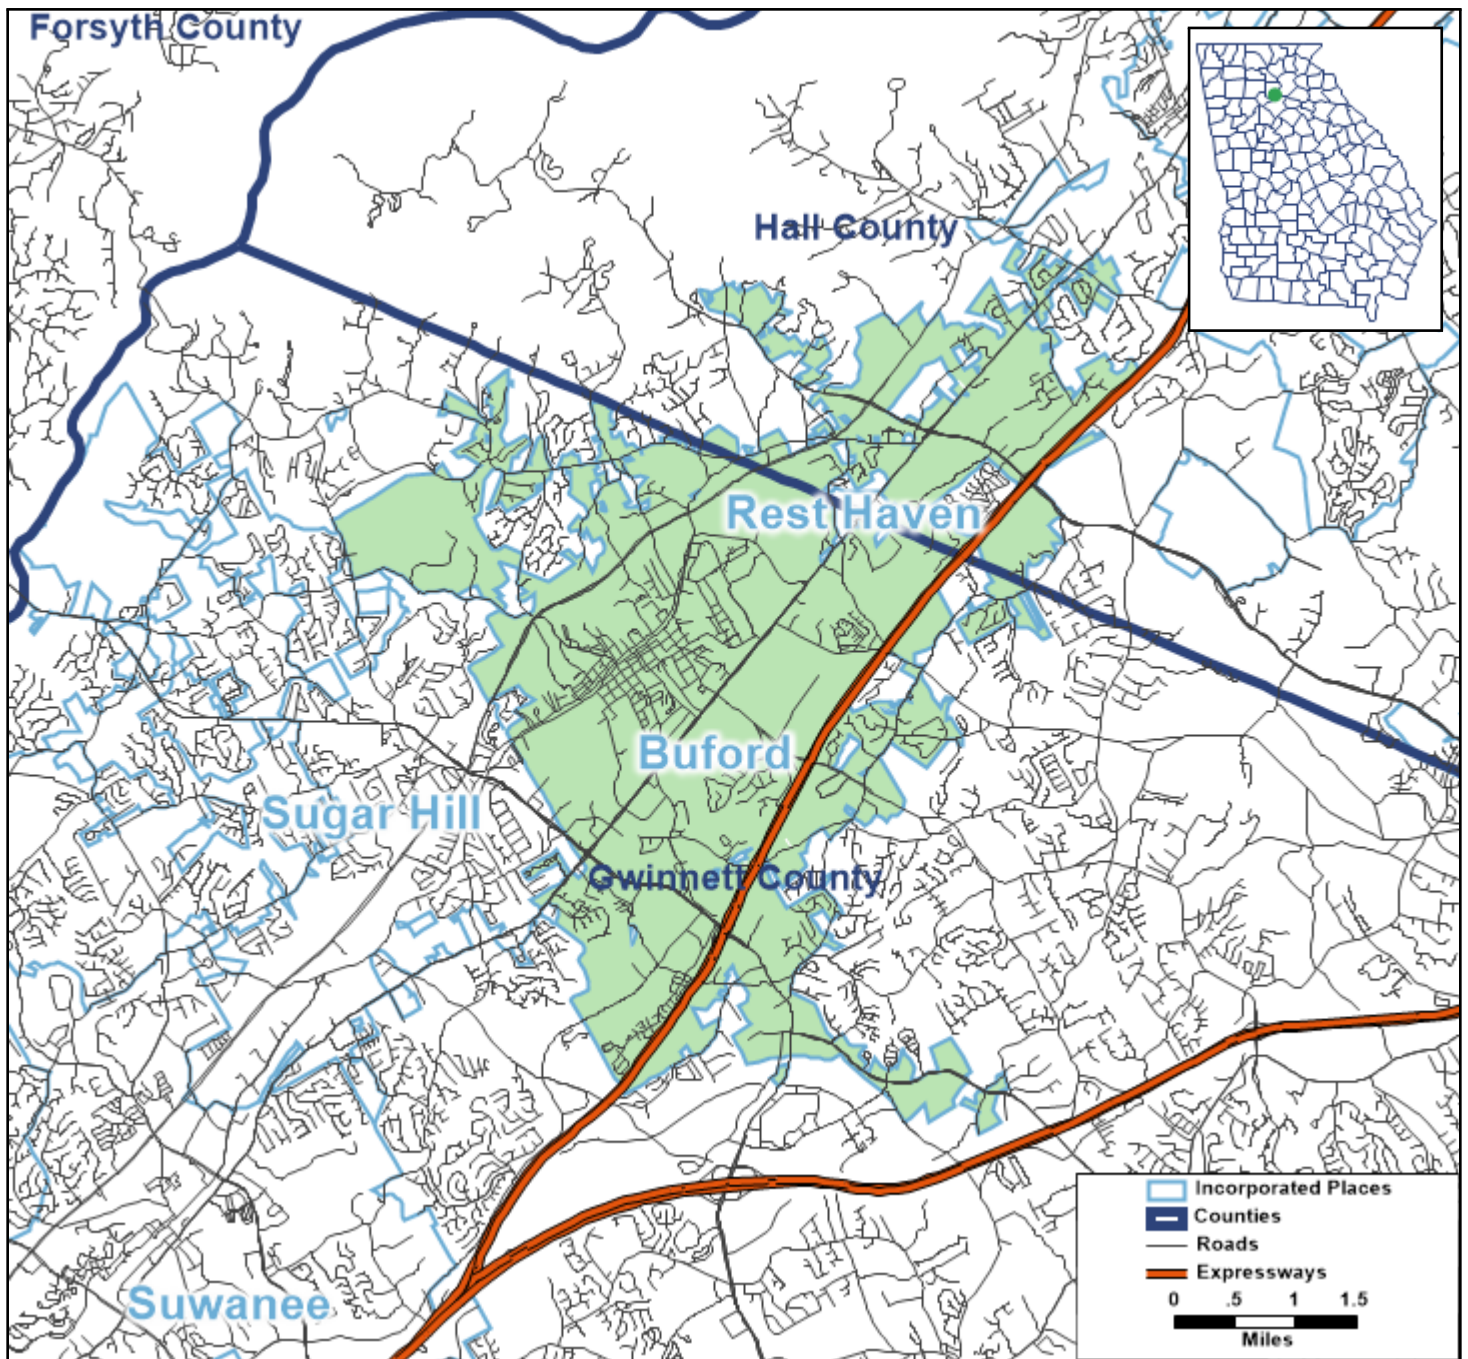 Forsyth County
Hall County
Rest Haven
Buford
Sugar Hill
Gwinnett County
Suwanee
Incorporated Places
Counties
Roads
Expressways
0 .5 1 1.5
Miles